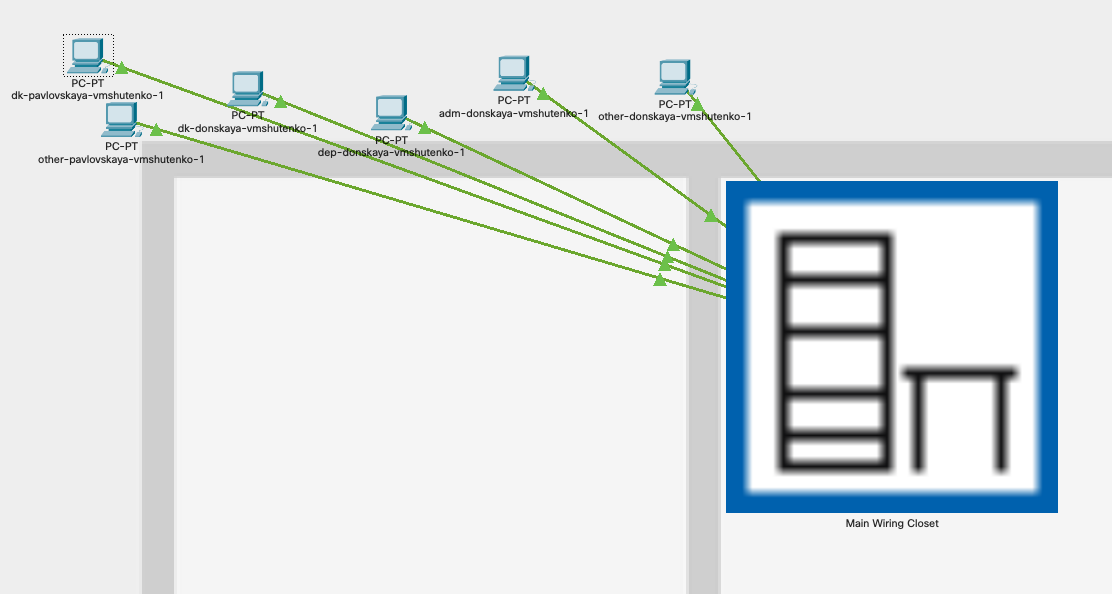 PC-PT
dk-pavlovskaya-vmshutenko-1
PC-PT
other-pavlovskaya-vmshutenko-1
PC-PT
dk-donskaya-vmshutenko-1
PC-PT
dep-donskaya-vmshutenko-1
PC-PT
adm-donskaya-vmshutenko-1
PC-PT
other-donskaya-vmshutenko-1
Main Wiring Closet